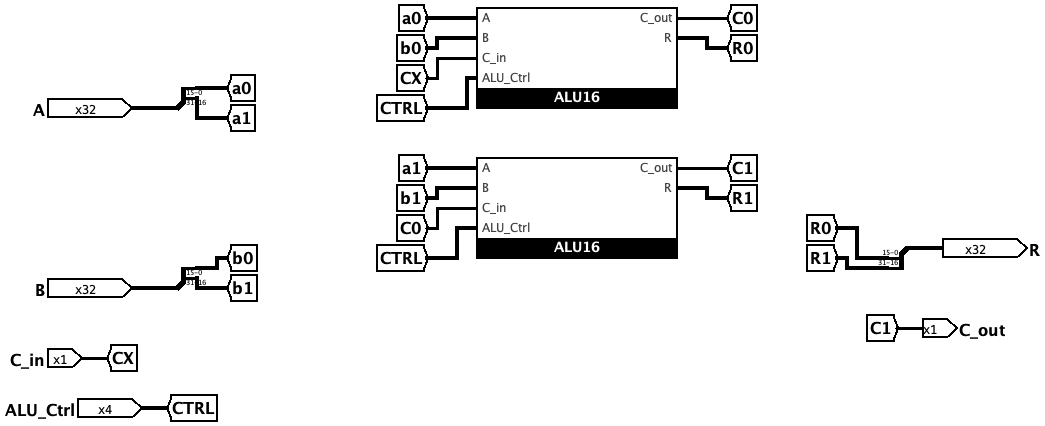 a0 A C_out C0
b0 B R R0
CX C_in
CTRL ALU_Ctrl
ALU16
A x32 15-0 a0
31-16 a1
a1 A C_out C1
b1 B R R1
C0 C_in
CTRL ALU_Ctrl
ALU16
B x32 15-0 b0
31-16 b1
R0 15-0 x32 R
R1 31-16
C1 x1 C_out
C_in x1 CX
ALU_Ctrl x4 CTRL